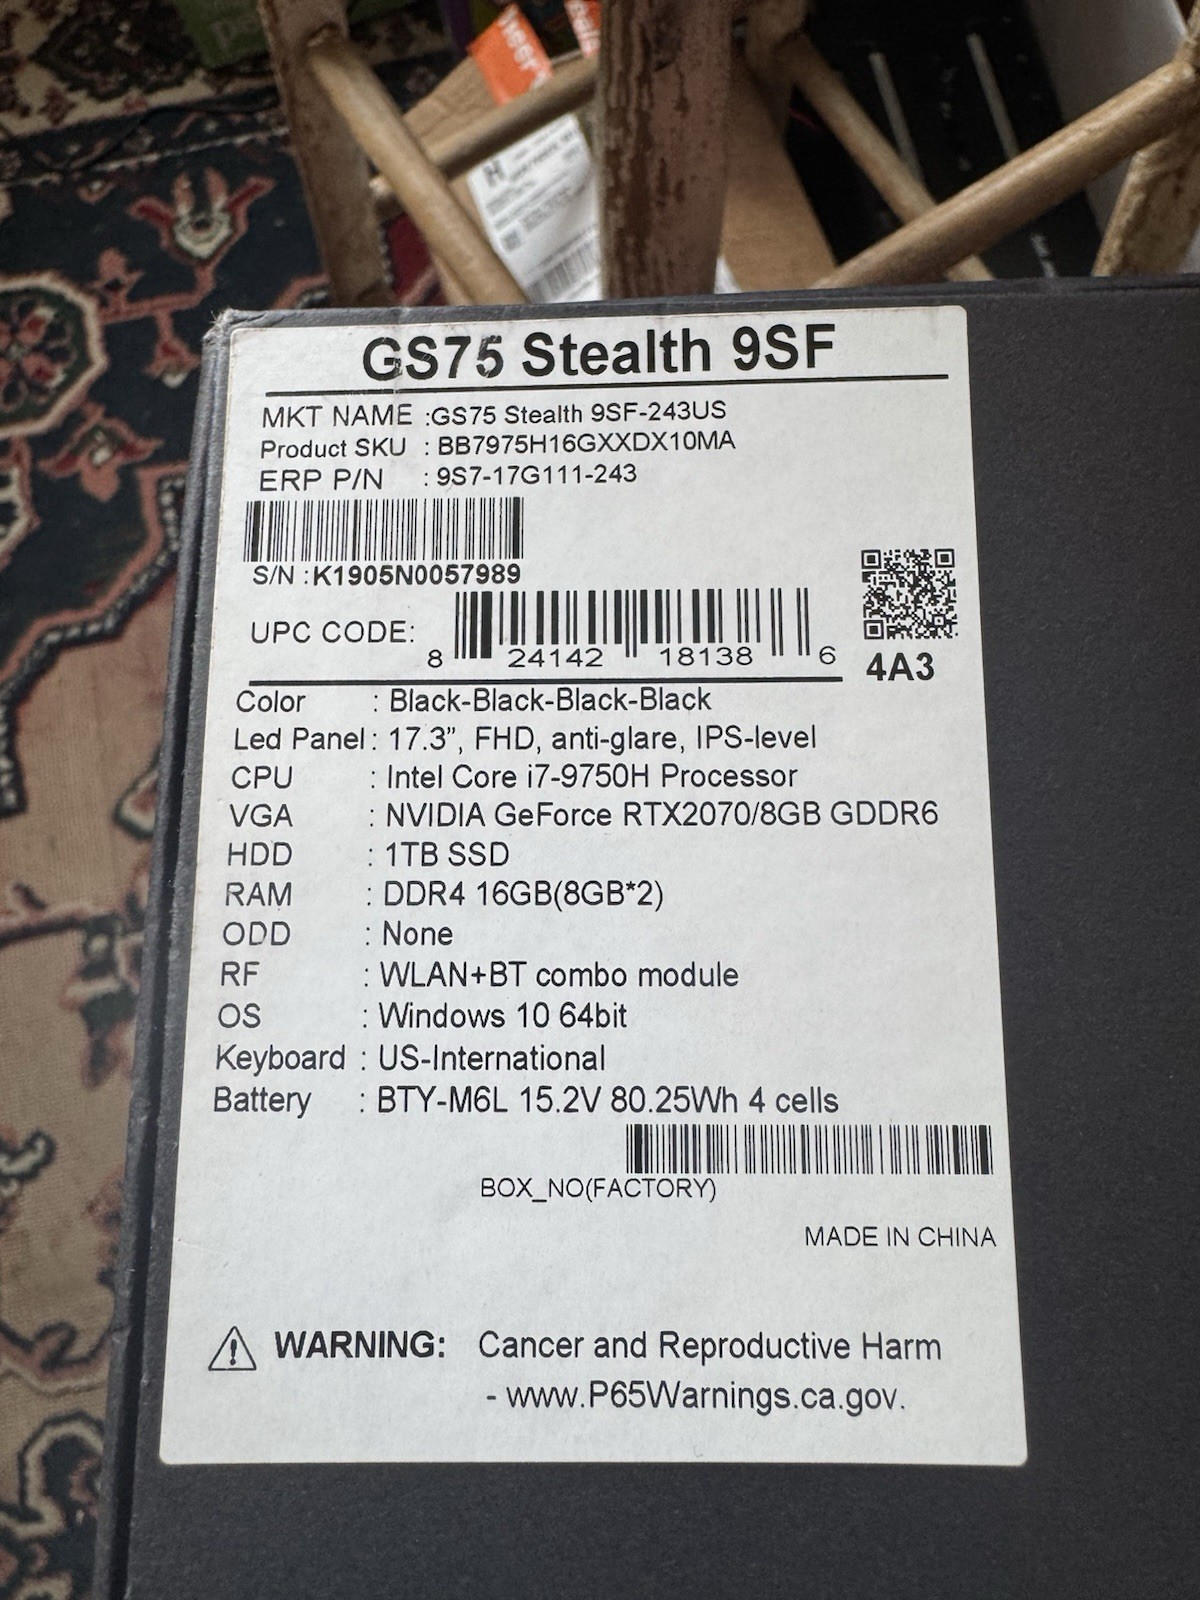 GS75 Stealth 9SF
MKT NAME :GS75 Stealth 9SF-243US
Product SKU : BB7975H16GXXDX10MA
ERP P/N : 9S7-17G111-243
S/N :K1905N0057989
UPC CODE: 8 24142 18138 6
4A3
Color : Black-Black-Black-Black
Led Panel : 17.3”, FHD, anti-glare, IPS-level
CPU : Intel Core i7-9750H Processor
VGA : NVIDIA GeForce RTX2070/8GB GDDR6
HDD : 1TB SSD
RAM : DDR4 16GB(8GB*2)
ODD : None
RF : WLAN+BT combo module
OS : Windows 10 64bit
Keyboard : US-International
Battery : BTY-M6L 15.2V 80.25Wh 4 cells
BOX_NO(FACTORY)
MADE IN CHINA
WARNING: Cancer and Reproductive Harm
- www.P65Warnings.ca.gov.